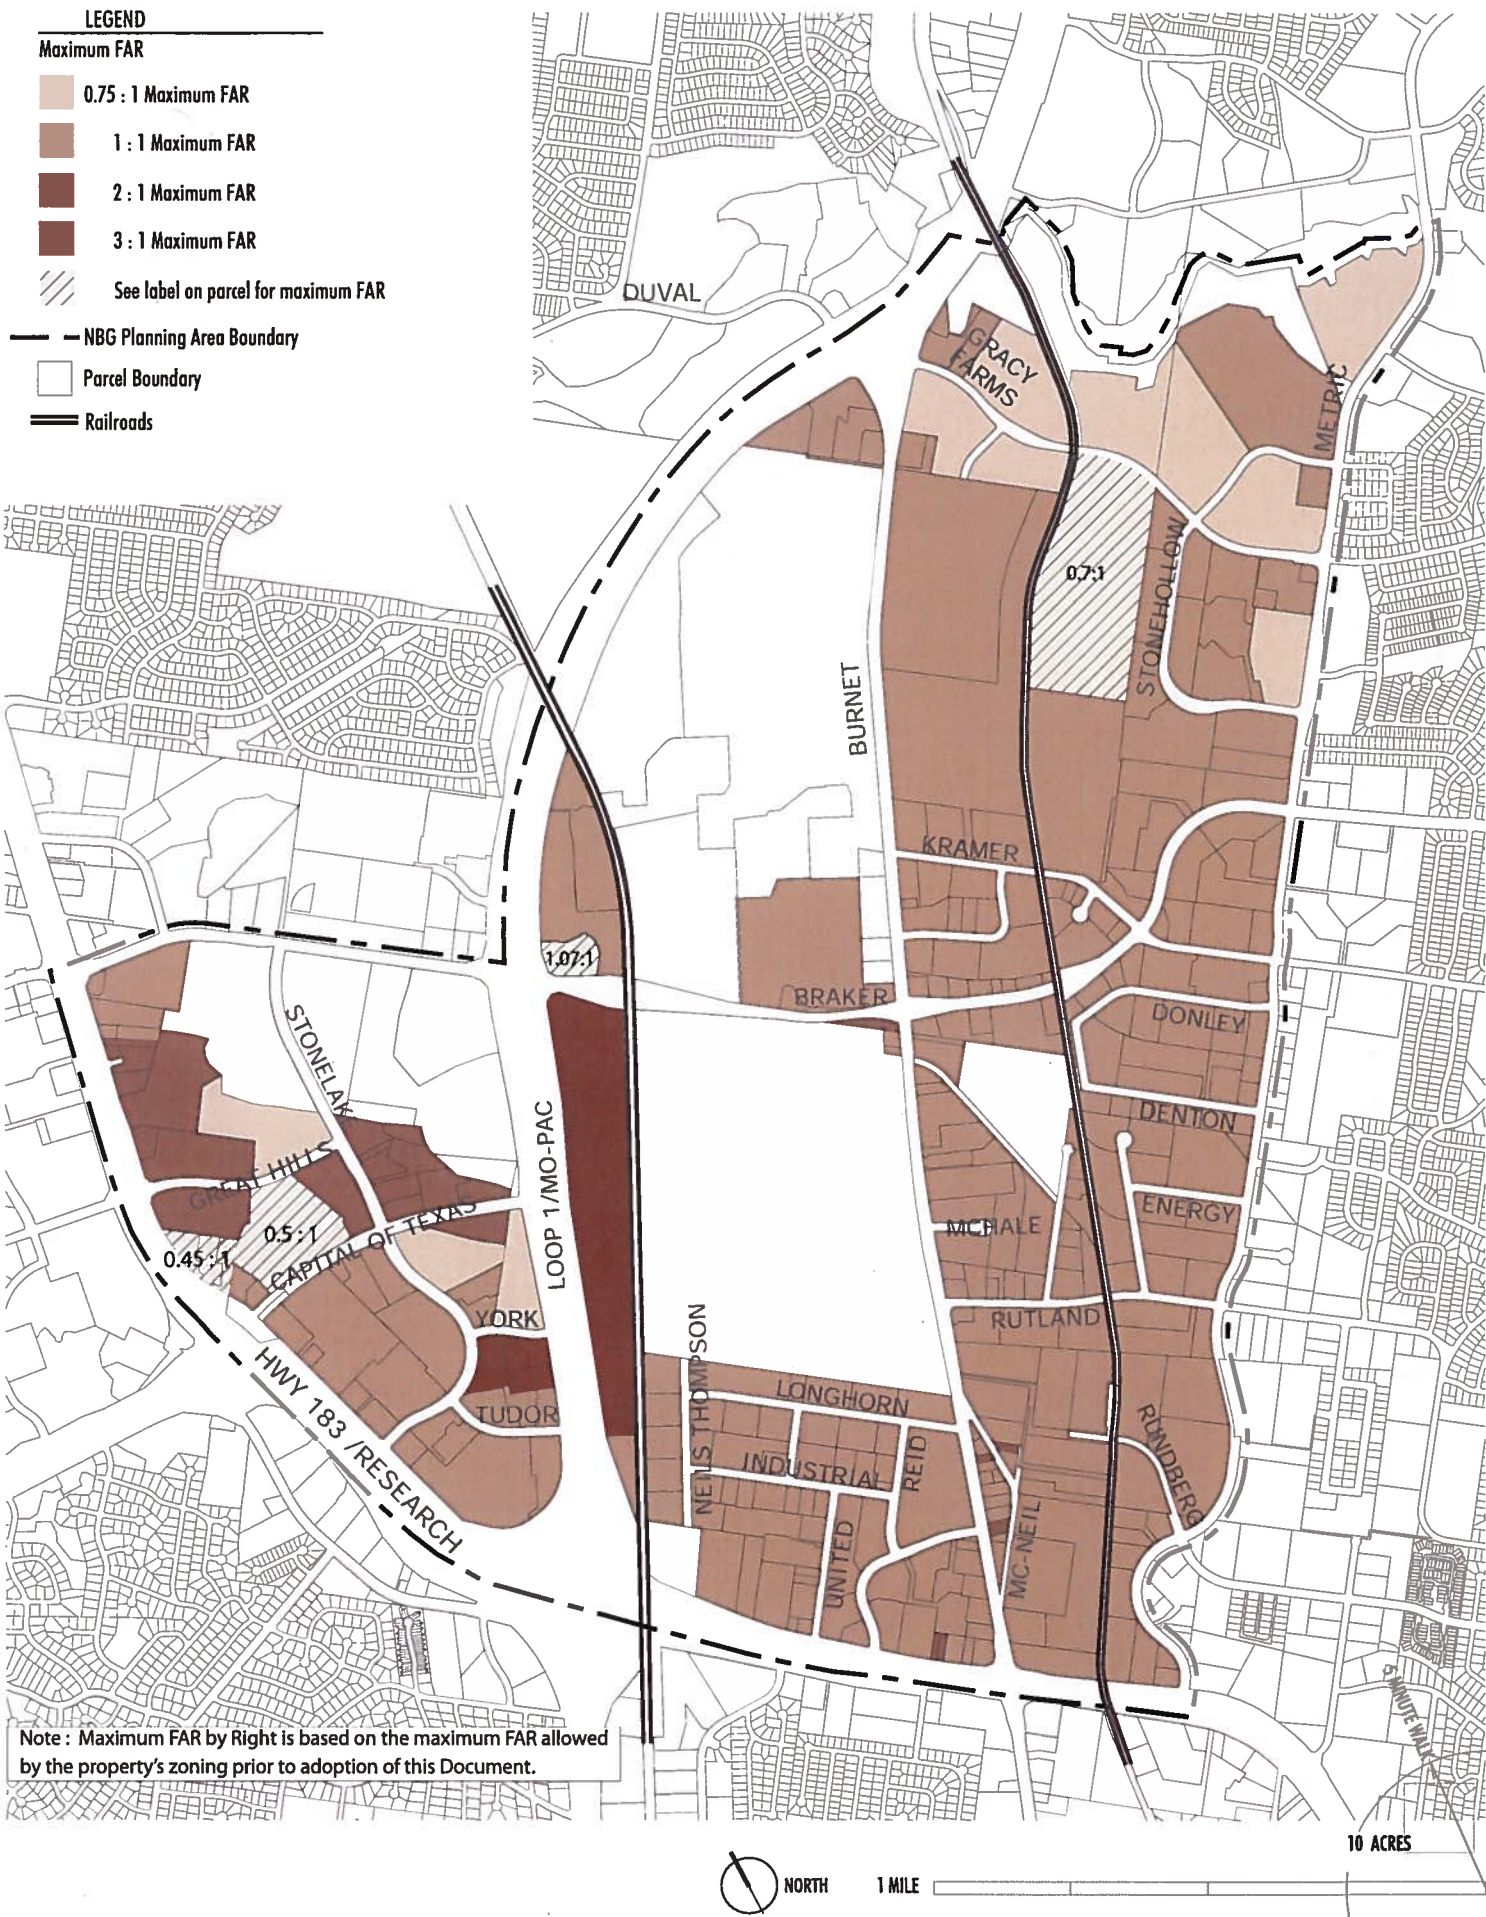 LEGEND
Maximum FAR
0.75 : 1 Maximum FAR
1 : 1 Maximum FAR
2 : 1 Maximum FAR
3 : 1 Maximum FAR
See label on parcel for maximum FAR
NBG Planning Area Boundary
Parcel Boundary
Railroads
DUVAL
GRACY
FARMS
METRIC
0.7:1
STONEHOLLOW
BURNET
KRAMER
1.07:1
BRAKER
DONLEY
STONELAK
DENTON
LOOP 1/MO-PAC
GREAT HILLS
ENERGY
CAPITAL OF TEXAS
MCHALE
0.5:1
0.45:1
YORK
RUTLAND
NEILS THOMPSON
HWY 183 /RESEARCH
LONGHORN
TUDOR
RUNDBERG
INDUSTRIAL
REID
UNITED
MC-NEIL
5 MINUTE WALK
Note : Maximum FAR by Right is based on the maximum FAR allowed
by the property's zoning prior to adoption of this Document.
10 ACRES
NORTH
1 MILE